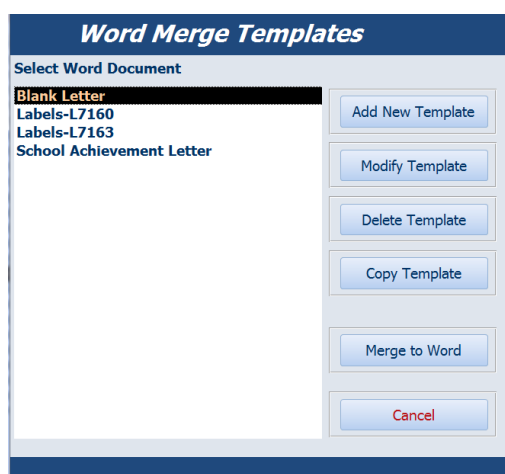 Word Merge Templates
Select Word Document
Blank Letter
Labels-L7160
Labels-L7163
School Achievement Letter
Add New Template
Modify Template
Delete Template
Copy Template
Merge to Word
Cancel